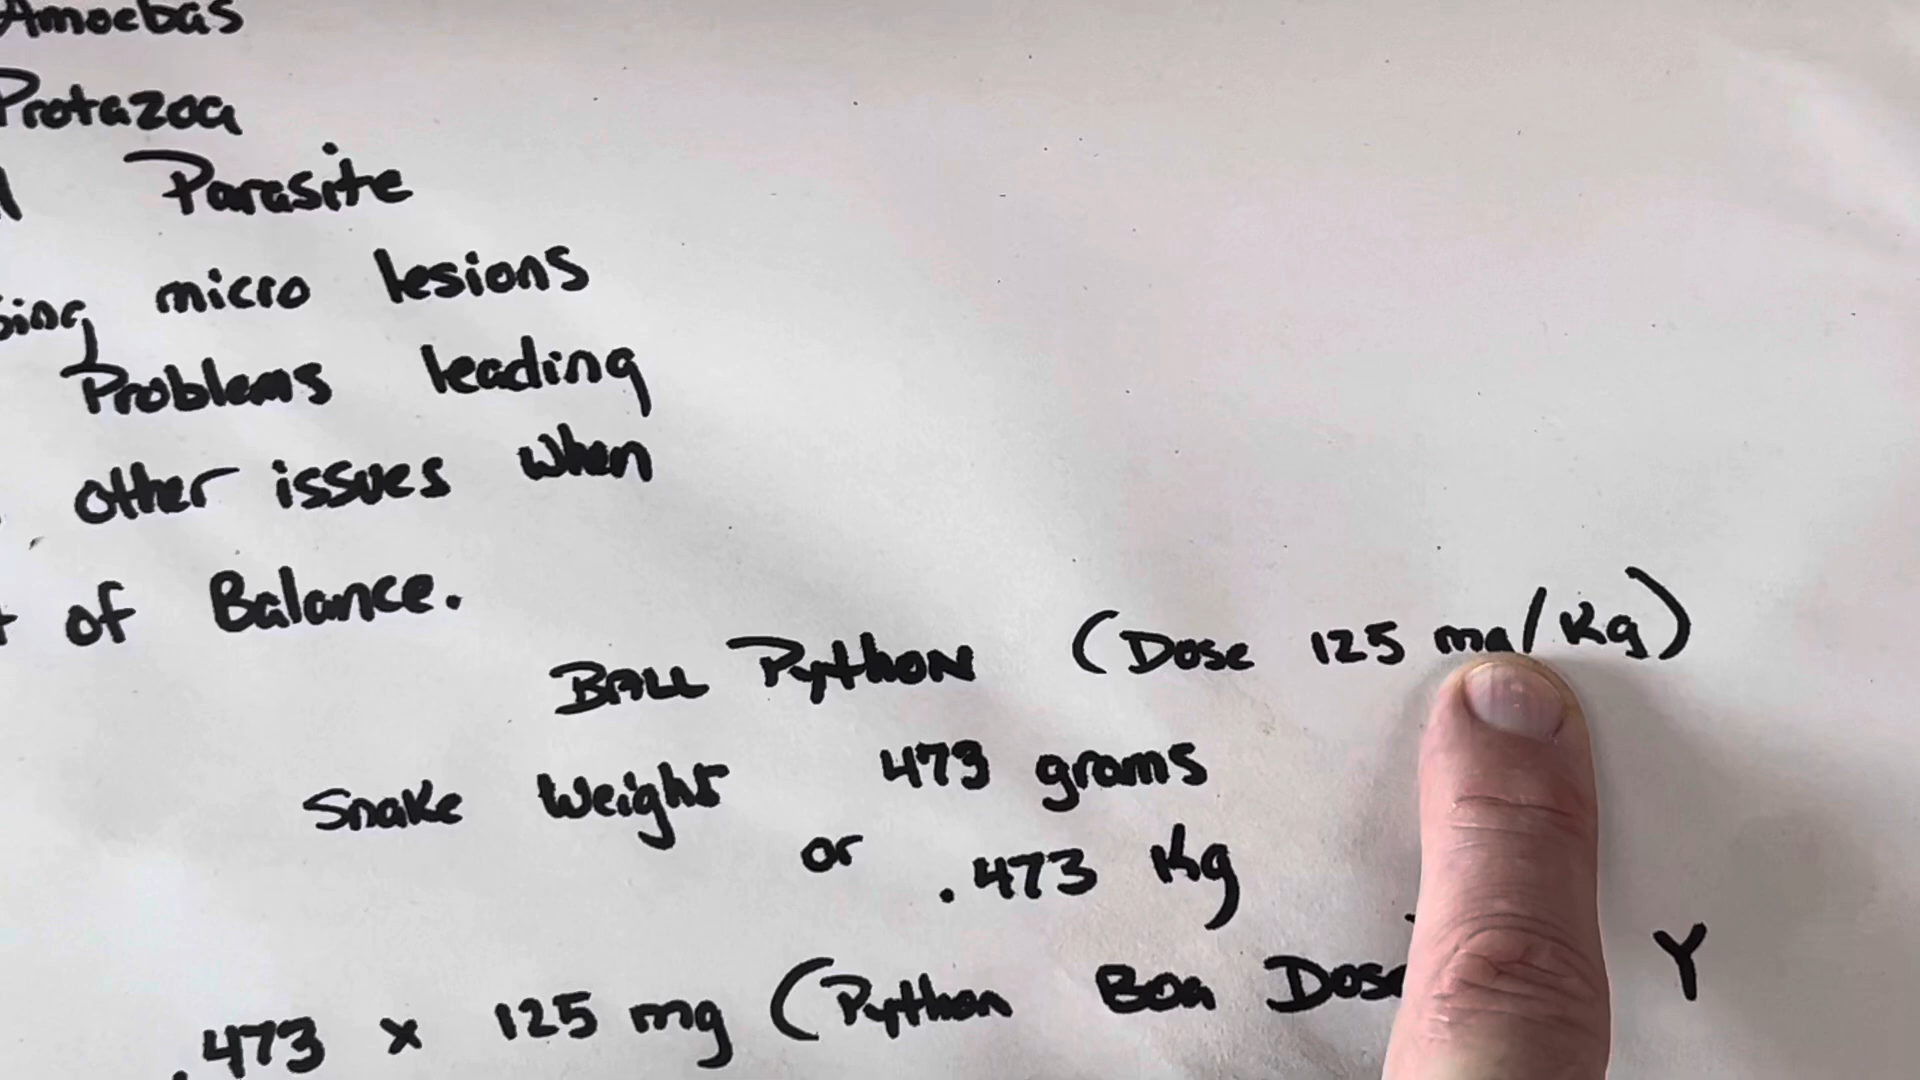 Amoebas
Protazoa
Parasite
micro lesions
Problems leading
other issues when
of Balance.
BALL Python (Dose 125 mg/Kg)
Snake Weight 473 grams
or .473 Kg
.473 x 125 mg (Python Boa Dose Y